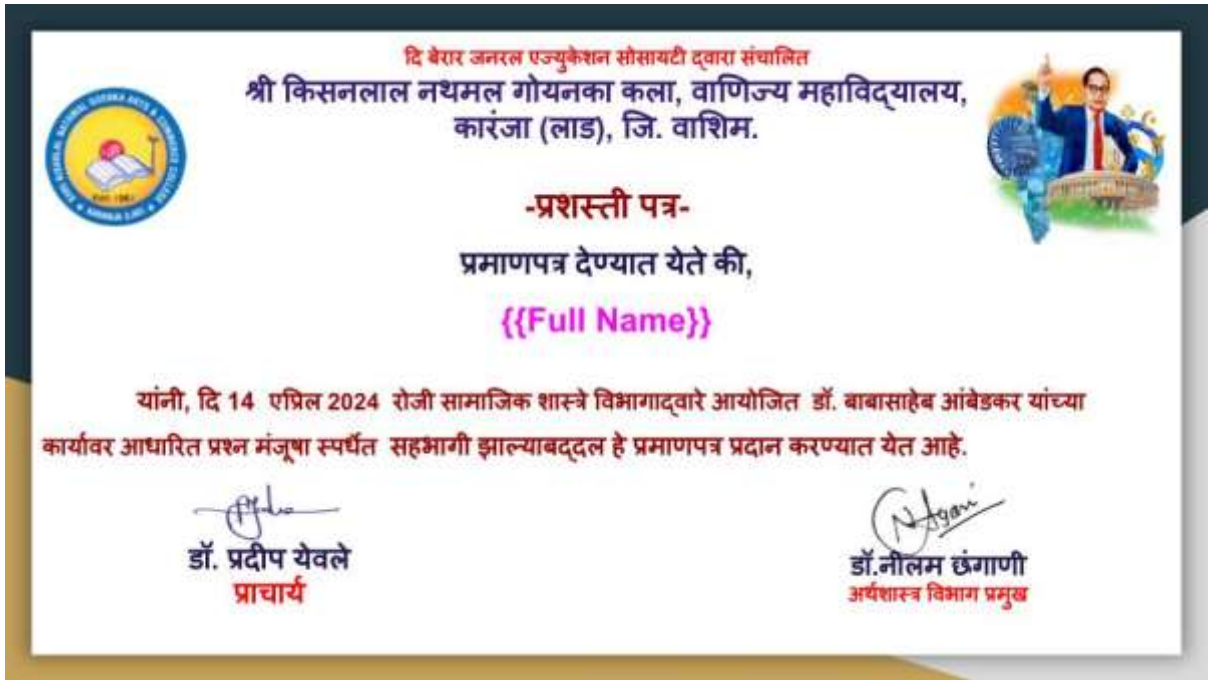 दि बेरार जनरल एज्युकेशन सोसायटी द्वारा संचालित
श्री किसनलाल नथमल गोयनका कला, वाणिज्य महाविद्यालय,
कारंजा (लाड), जि. वाशिम.
-प्रशस्ती पत्र-
प्रमाणपत्र देण्यात येते की,
{{Full Name}}
यांनी, दि 14 एप्रिल 2024 रोजी सामाजिक शास्त्रे विभागाद्वारे आयोजित डॉ. बाबासाहेब आंबेडकर यांच्या
कार्यावर आधारित प्रश्न मंजूषा स्पर्धेत सहभागी झाल्याबद्दल हे प्रमाणपत्र प्रदान करण्यात येत आहे.
डॉ. प्रदीप येवले
प्राचार्य
डॉ.नीलम छंगाणी
अर्थशास्त्र विभाग प्रमुख